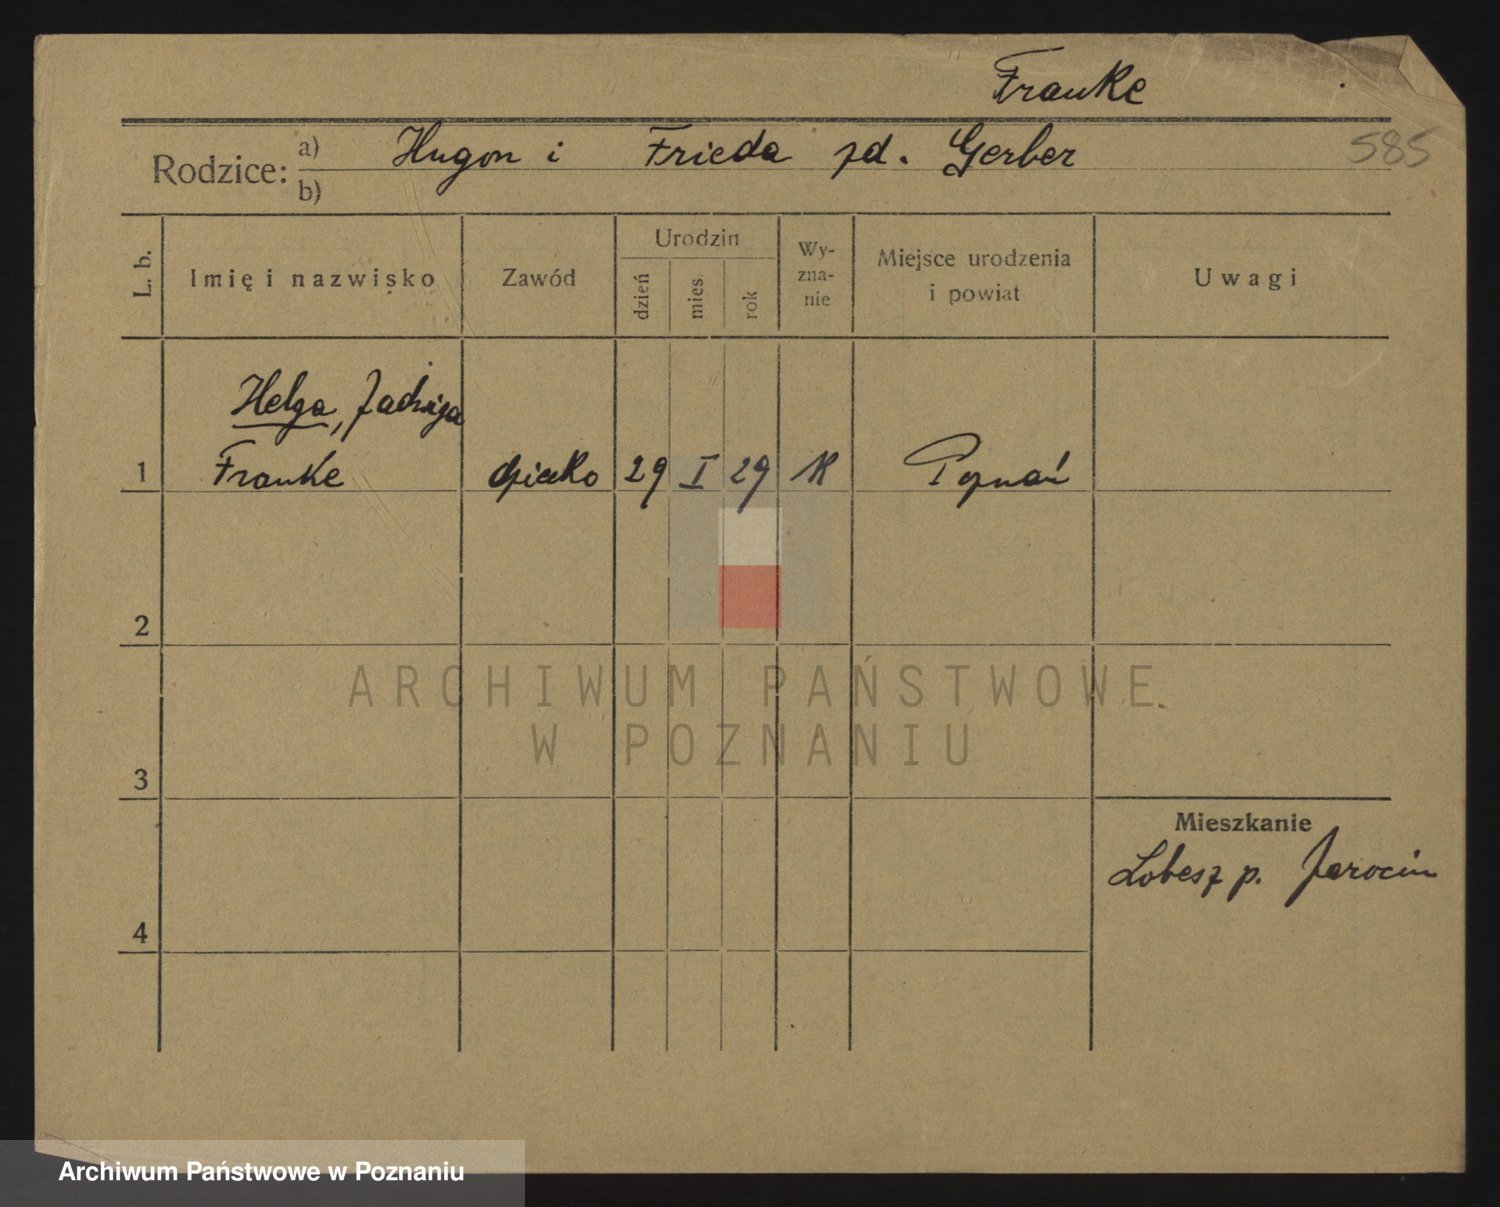 Franke
585
Rodzice: a) Hugon i Frieda zd. Gerber
b)
L. b.
Imię i nazwisko
Zawód
Urodzin
dzień
mies.
rok
Wy-
zna-
nie
Miejsce urodzenia
i powiat
Uwagi
Helga, Jadwiga
1 Franke dziecko 29 I 29 K Poznań
2
3
4
Mieszkanie
Lobesz p. Jarocin
ARCHIWUM PAŃSTWOWE
W POZNANIU
Archiwum Państwowe w Poznaniu